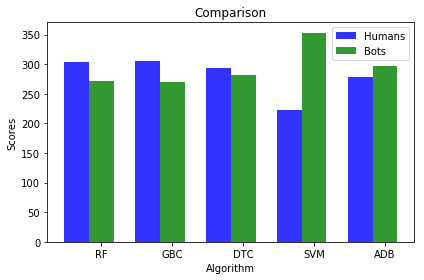 Comparison
Humans
Bots
Scores
350
300
250
200
150
100
50
0
RF GBC DTC SVM ADB
Algorithm